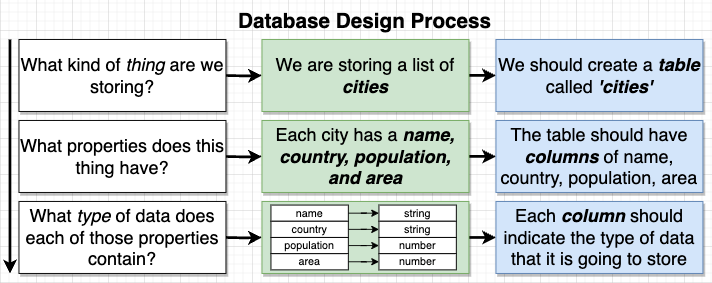 Database Design Process
What kind of thing are we
storing?
We are storing a list of
cities
We should create a table
called 'cities'
What properties does this
thing have?
Each city has a name,
country, population,
and area
The table should have
columns of name,
country, population, area
What type of data does
each of those properties
contain?
name string
country string
population number
area number
Each column should
indicate the type of data
that it is going to store